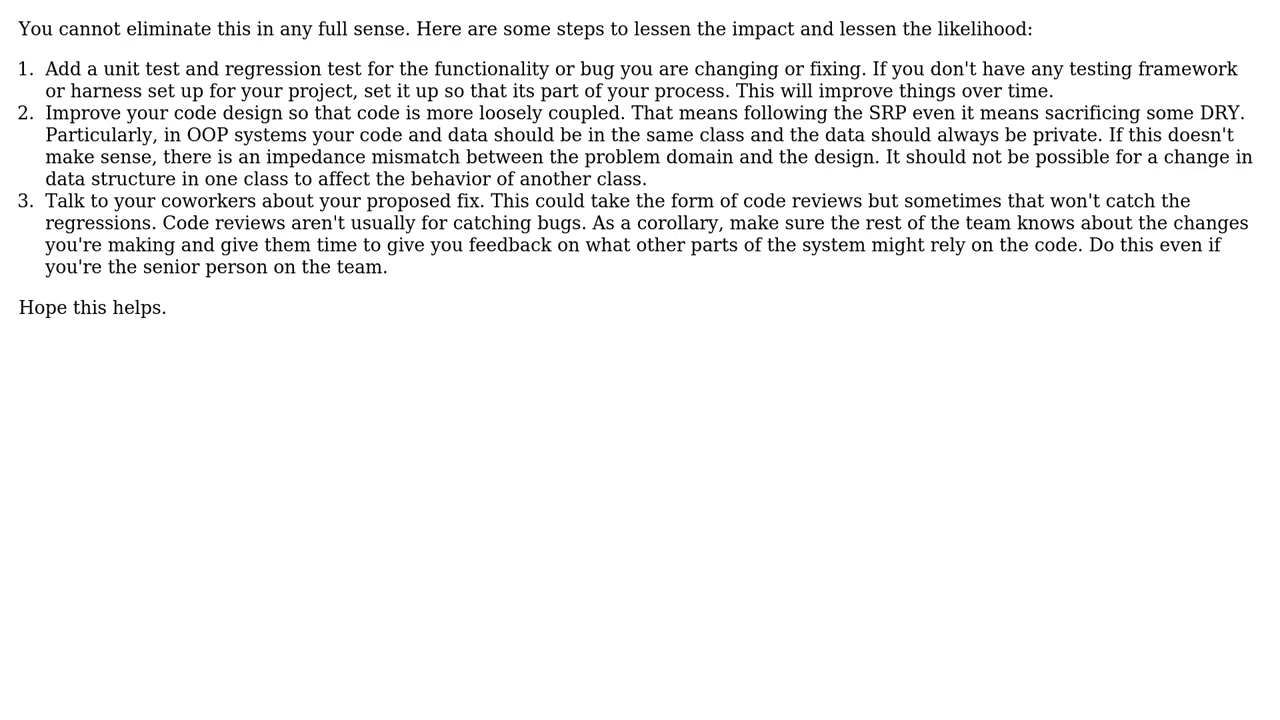 You cannot eliminate this in any full sense. Here are some steps to lessen the impact and lessen the likelihood:
1. Add a unit test and regression test for the functionality or bug you are changing or fixing. If you don't have any testing framework
or harness set up for your project, set it up so that its part of your process. This will improve things over time.
2. Improve your code design so that code is more loosely coupled. That means following the SRP even it means sacrificing some DRY.
Particularly, in OOP systems your code and data should be in the same class and the data should always be private. If this doesn't
make sense, there is an impedance mismatch between the problem domain and the design. It should not be possible for a change in
data structure in one class to affect the behavior of another class.
3. Talk to your coworkers about your proposed fix. This could take the form of code reviews but sometimes that won't catch the
regressions. Code reviews aren't usually for catching bugs. As a corollary, make sure the rest of the team knows about the changes
you're making and give them time to give you feedback on what other parts of the system might rely on the code. Do this even if
you're the senior person on the team.
Hope this helps.